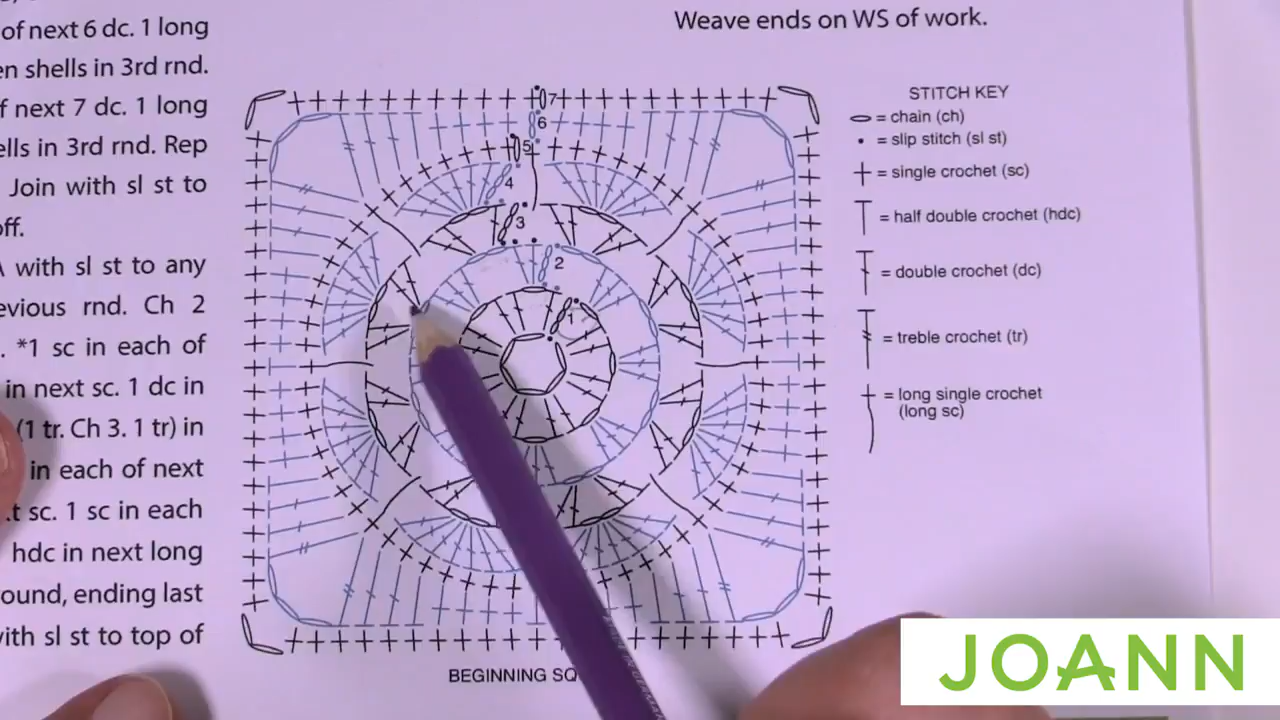 of next 6 dc. 1 long
en shells in 3rd rnd.
of next 7 dc. 1 long
ells in 3rd rnd. Rep
Join with sl st to
off.
A with sl st to any
evious rnd. Ch 2
. *1 sc in each of
in next sc. 1 dc in
(1 tr. Ch 3. 1 tr) in
in each of next
t sc. 1 sc in each
hdc in next long
ound, ending last
with sl st to top of
Weave ends on WS of work.
7
6
5
4
3
2
1
BEGINNING SQ
STITCH KEY
= chain (ch)
= slip stitch (sl st)
= single crochet (sc)
= half double crochet (hdc)
= double crochet (dc)
= treble crochet (tr)
= long single crochet
(long sc)
JOANN